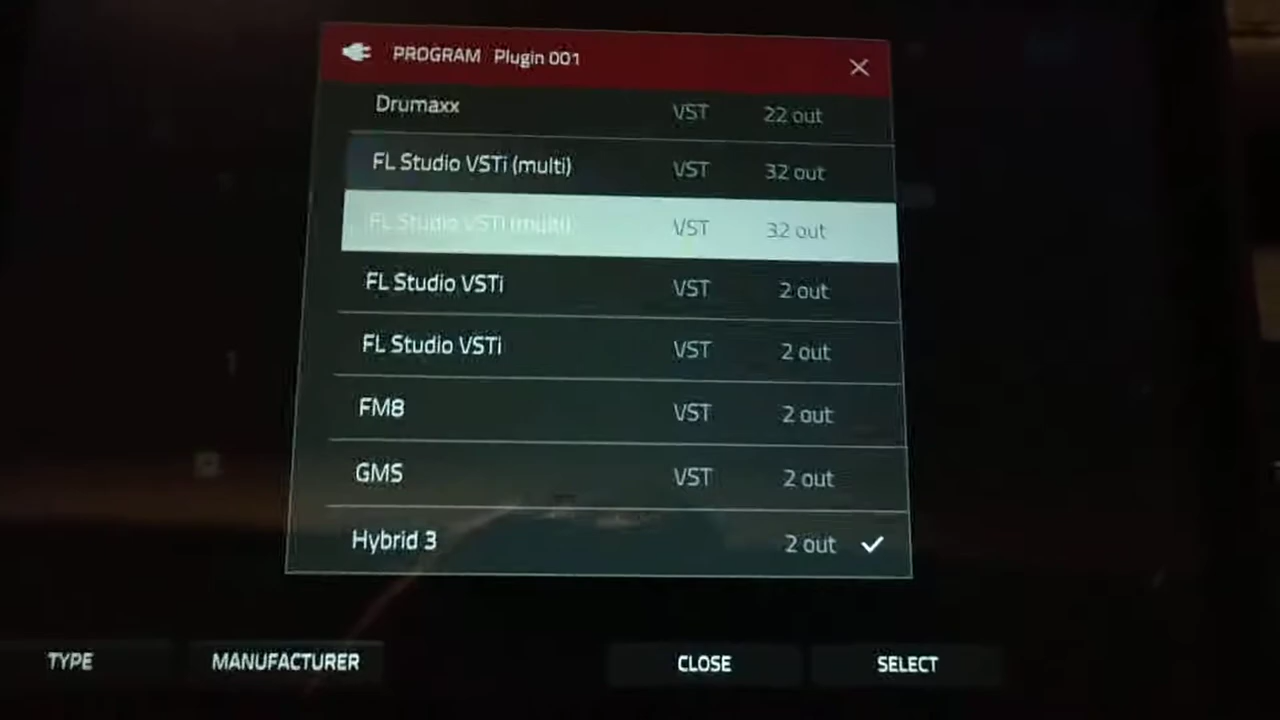 PROGRAM Plugin 001
Drumaxx VST 22 out
FL Studio VSTi (multi) VST 32 out
FL Studio VSTi (multi) VST 32 out
FL Studio VSTi VST 2 out
FL Studio VSTi VST 2 out
FM8 VST 2 out
GMS VST 2 out
Hybrid 3 2 out
TYPE MANUFACTURER CLOSE SELECT